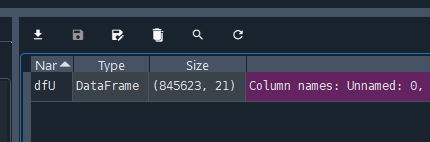 Nar Type Size
dfU DataFrame (845623, 21) Column names: Unnamed: 0,